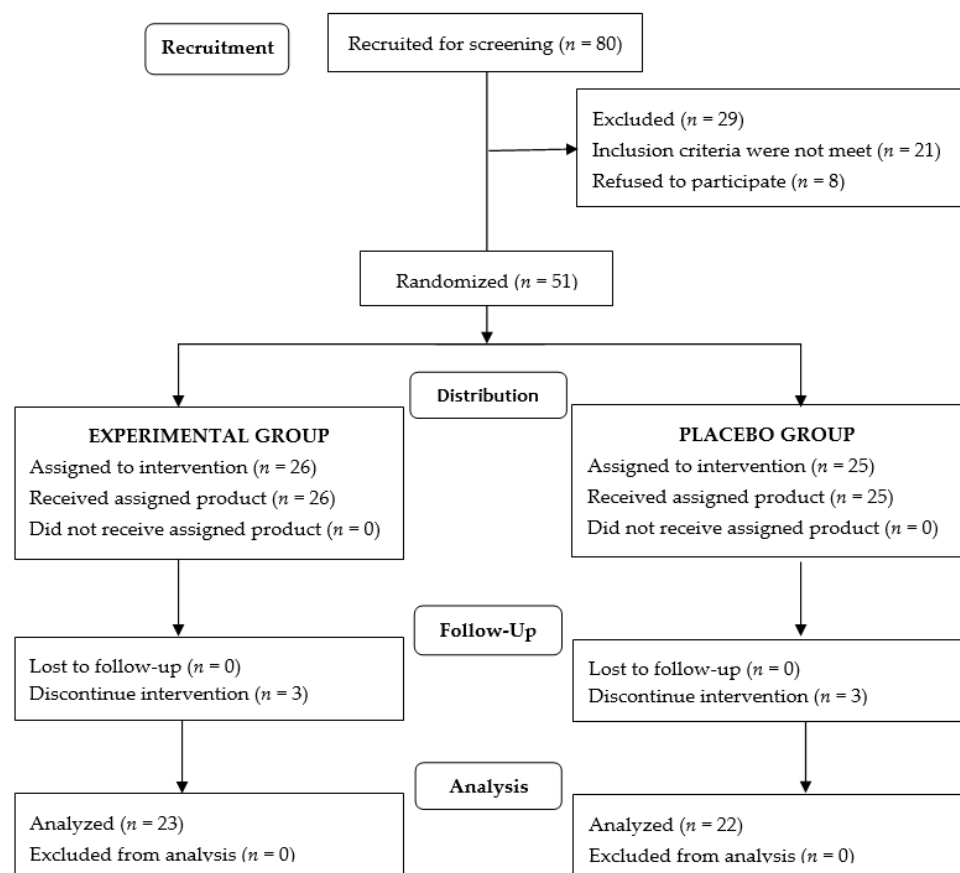 Recruitment
Recruited for screening (n = 80)
Excluded (n = 29)
Inclusion criteria were not meet (n = 21)
Refused to participate (n = 8)
Randomized (n = 51)
Distribution
EXPERIMENTAL GROUP
Assigned to intervention (n = 26)
Received assigned product (n = 26)
Did not receive assigned product (n = 0)
PLACEBO GROUP
Assigned to intervention (n = 25)
Received assigned product (n = 25)
Did not receive assigned product (n = 0)
Follow-Up
Lost to follow-up (n = 0)
Discontinue intervention (n = 3)
Lost to follow-up (n = 0)
Discontinue intervention (n = 3)
Analysis
Analyzed (n = 23)
Excluded from analysis (n = 0)
Analyzed (n = 22)
Excluded from analysis (n = 0)